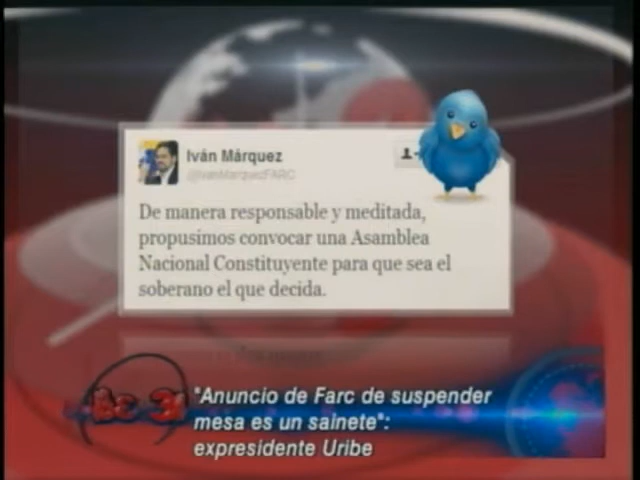 Iván Márquez
@IvanMarquezFARC
De manera responsable y meditada,
propusimos convocar una Asamblea
Nacional Constituyente para que sea el
soberano el que decida.
"Anuncio de Farc de suspender
mesa es un sainete":
expresidente Uribe